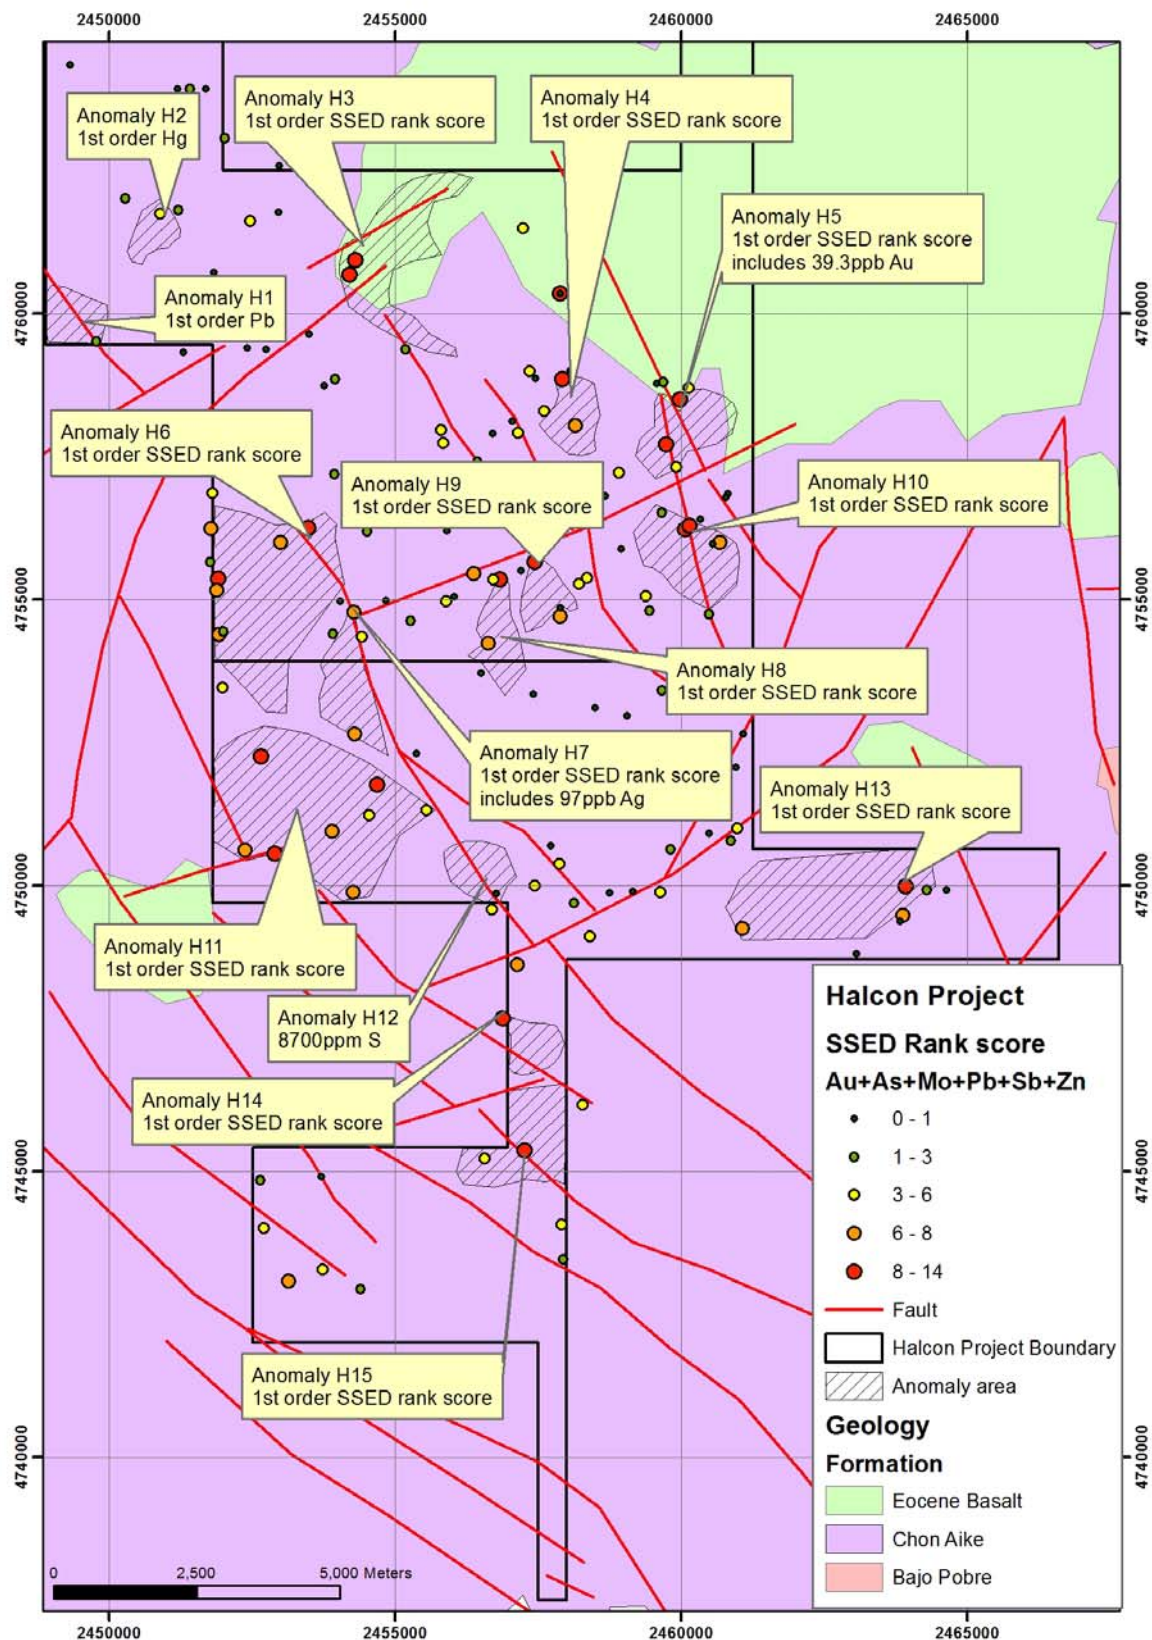 2450000
2455000
2460000
2465000
Anomaly H2
1st order Hg
Anomaly H3
1st order SSED rank score
Anomaly H4
1st order SSED rank score
Anomaly H5
1st order SSED rank score
includes 39.3ppb Au
Anomaly H1
1st order Pb
4760000
4760000
Anomaly H6
1st order SSED rank score
Anomaly H9
1st order SSED rank score
Anomaly H10
1st order SSED rank score
4755000
4755000
Anomaly H8
1st order SSED rank score
Anomaly H7
1st order SSED rank score
includes 97ppb Ag
Anomaly H13
1st order SSED rank score
4750000
4750000
Anomaly H11
1st order SSED rank score
Anomaly H12
8700ppm S
Anomaly H14
1st order SSED rank score
4745000
4745000
Anomaly H15
1st order SSED rank score
4740000
4740000
Halcon Project
SSED Rank score
Au+As+Mo+Pb+Sb+Zn
0 - 1
1 - 3
3 - 6
6 - 8
8 - 14
Fault
Halcon Project Boundary
Anomaly area
Geology
Formation
Eocene Basalt
Chon Aike
Bajo Pobre
0 2,500 5,000 Meters
2450000
2455000
2460000
2465000